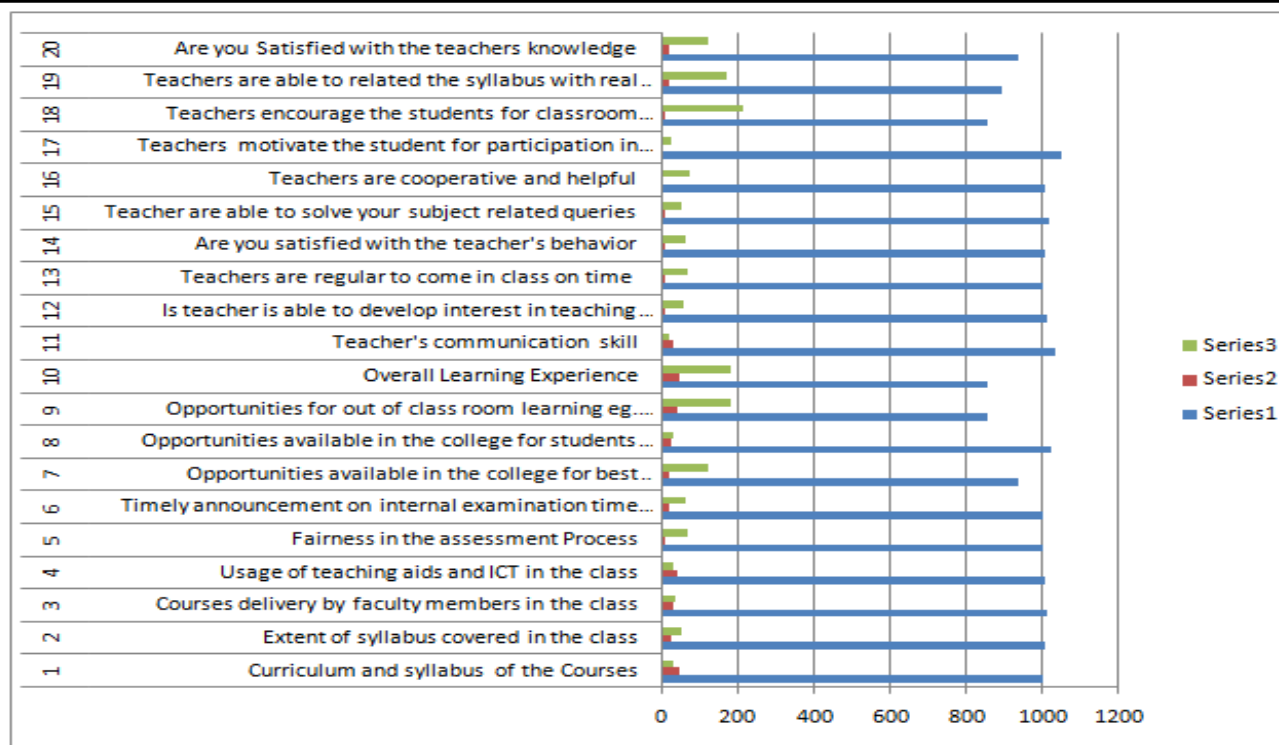 20 Are you Satisfied with the teachers knowledge
19 Teachers are able to related the syllabus with real ..
18 Teachers encourage the students for classroom...
17 Teachers motivate the student for participation in...
16 Teachers are cooperative and helpful
15 Teacher are able to solve your subject related queries
14 Are you satisfied with the teacher's behavior
13 Teachers are regular to come in class on time
12 Is teacher is able to develop interest in teaching ...
11 Teacher's communication skill
10 Overall Learning Experience
9 Opportunities for out of class room learning eg....
8 Opportunities available in the college for students ...
7 Opportunities available in the college for best ..
6 Timely announcement on internal examination time...
5 Fairness in the assessment Process
4 Usage of teaching aids and ICT in the class
3 Courses delivery by faculty members in the class
2 Extent of syllabus covered in the class
1 Curriculum and syllabus of the Courses
0 200 400 600 800 1000 1200
Series3
Series2
Series1